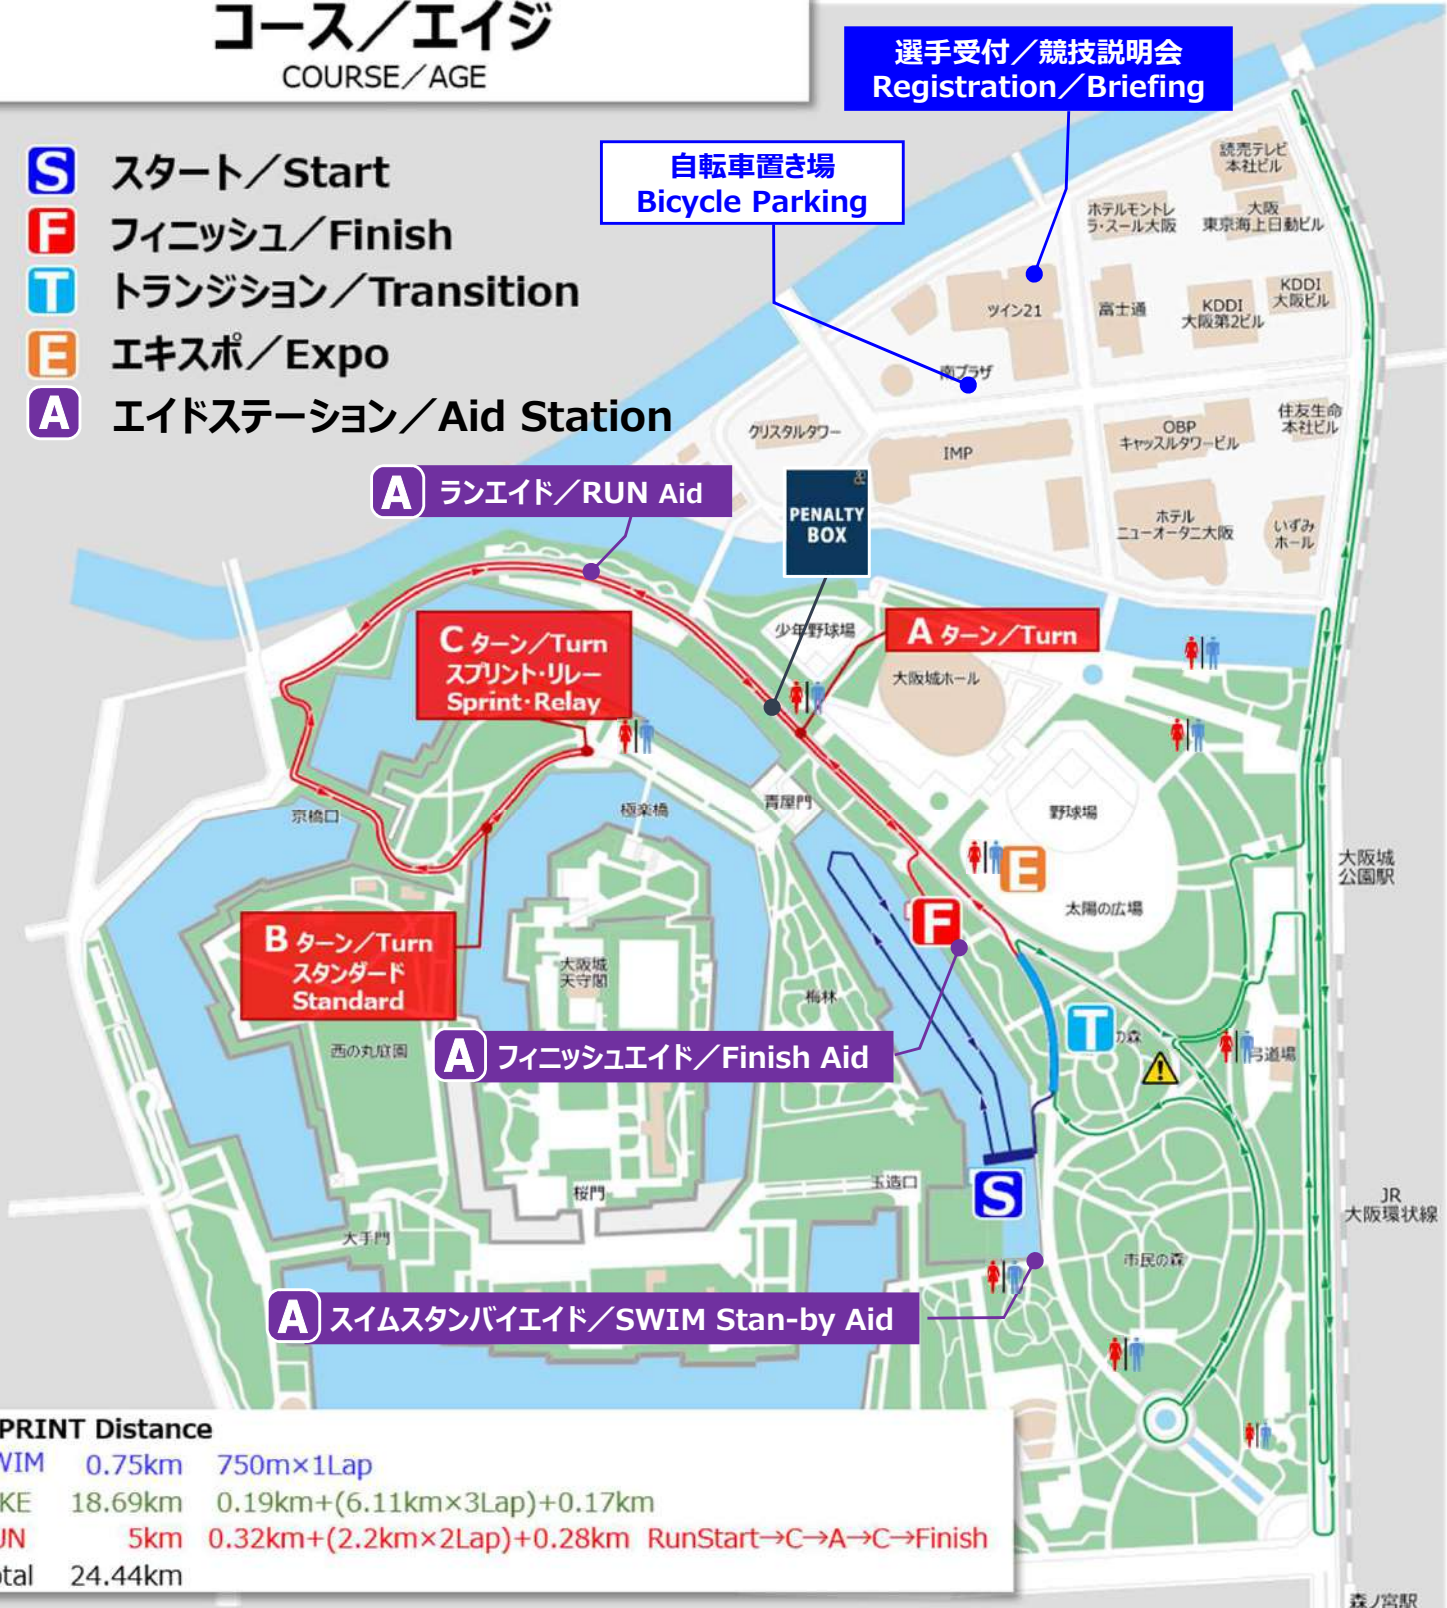 コース／エイジ
COURSE／AGE
選手受付／競技説明会
Registration／Briefing
自転車置き場
Bicycle Parking
S スタート／Start
F フィニッシュ／Finish
T トランジション／Transition
E エキスポ／Expo
A エイドステーション／Aid Station
読売テレビ
本社ビル
ホテルモントレ
ラ・スール大阪
大阪
東京海上日動ビル
KDDI
大阪ビル
ツイン21
富士通
KDDI
大阪第2ビル
南プラザ
クリスタルタワー
IMP
OBP
キャッスルタワービル
住友生命
本社ビル
ホテル
ニューオータニ大阪
いずみ
ホール
A ランエイド／RUN Aid
PENALTY
BOX
C ターン／Turn
スプリント・リレー
Sprint・Relay
少年野球場
A ターン／Turn
大阪城ホール
京橋口
極楽橋
青屋門
野球場
E
大阪城
公園駅
太陽の広場
F
B ターン／Turn
スタンダード
Standard
大阪城
天守閣
梅林
西の丸庭園
A フィニッシュエイド／Finish Aid
T
の森
弓道場
桜門
玉造口
S
大手門
市民の森
JR
大阪環状線
A スイムスタンバイエイド／SWIM Stan-by Aid
PRINT Distance
WIM 0.75km 750m×1Lap
KE 18.69km 0.19km+(6.11km×3Lap)+0.17km
UN 5km 0.32km+(2.2km×2Lap)+0.28km RunStart→C→A→C→Finish
otal 24.44km
森ノ宮駅